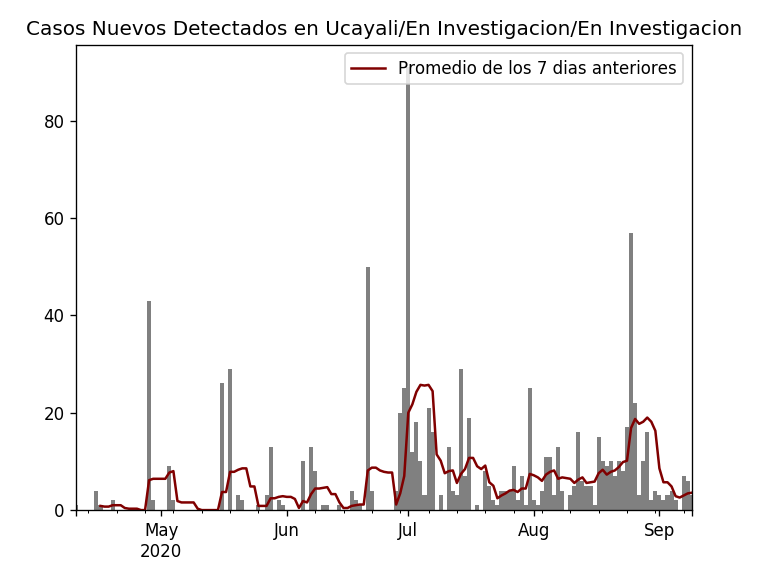 Casos Nuevos Detectados en Ucayali/En Investigacion/En Investigacion
Promedio de los 7 dias anteriores
80
60
40
20
0
May Jun Jul Aug Sep
2020